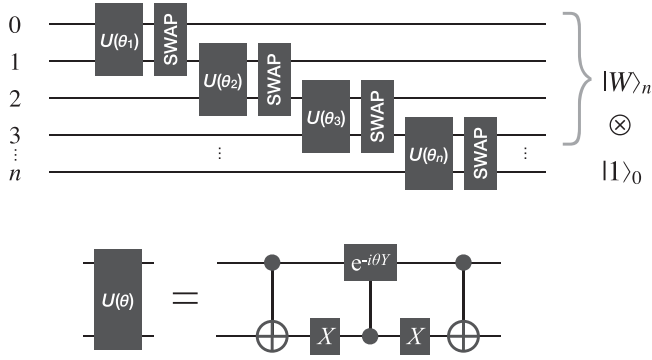 0
U(θ₁)
SWAP
1
U(θ₂)
SWAP
2
U(θ₃)
SWAP
3
⋮
n
U(θₙ)
SWAP
⋮
⋮
|W⟩ₙ
⊗
|1⟩₀
U(θ)
=
e⁻ⁱθY
X
X